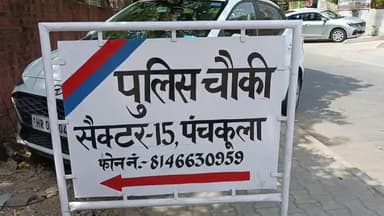 पुलिस चौकी
सैक्टर-15, पंचकूला
फोन नं.- 8146630959